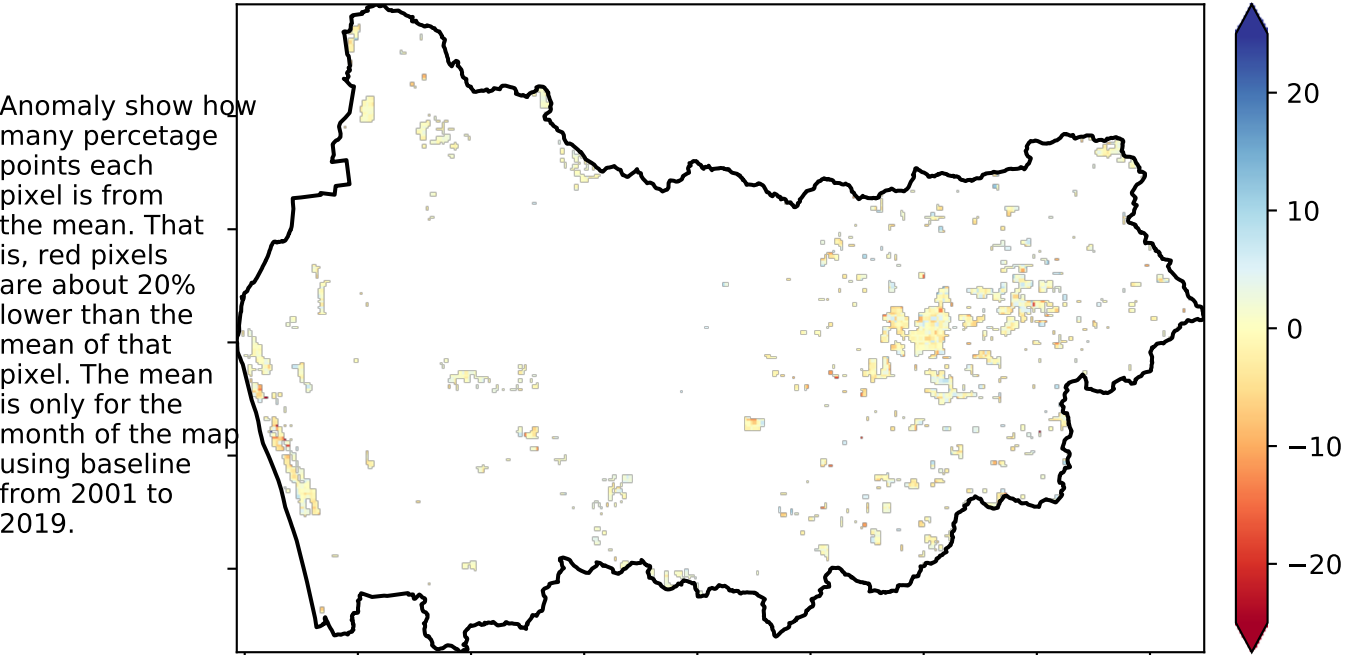 Anomaly show how
many percetage
points each
pixel is from
the mean. That
is, red pixels
are about 20%
lower than the
mean of that
pixel. The mean
is only for the
month of the map
using baseline
from 2001 to
2019.
20
10
0
−10
−20